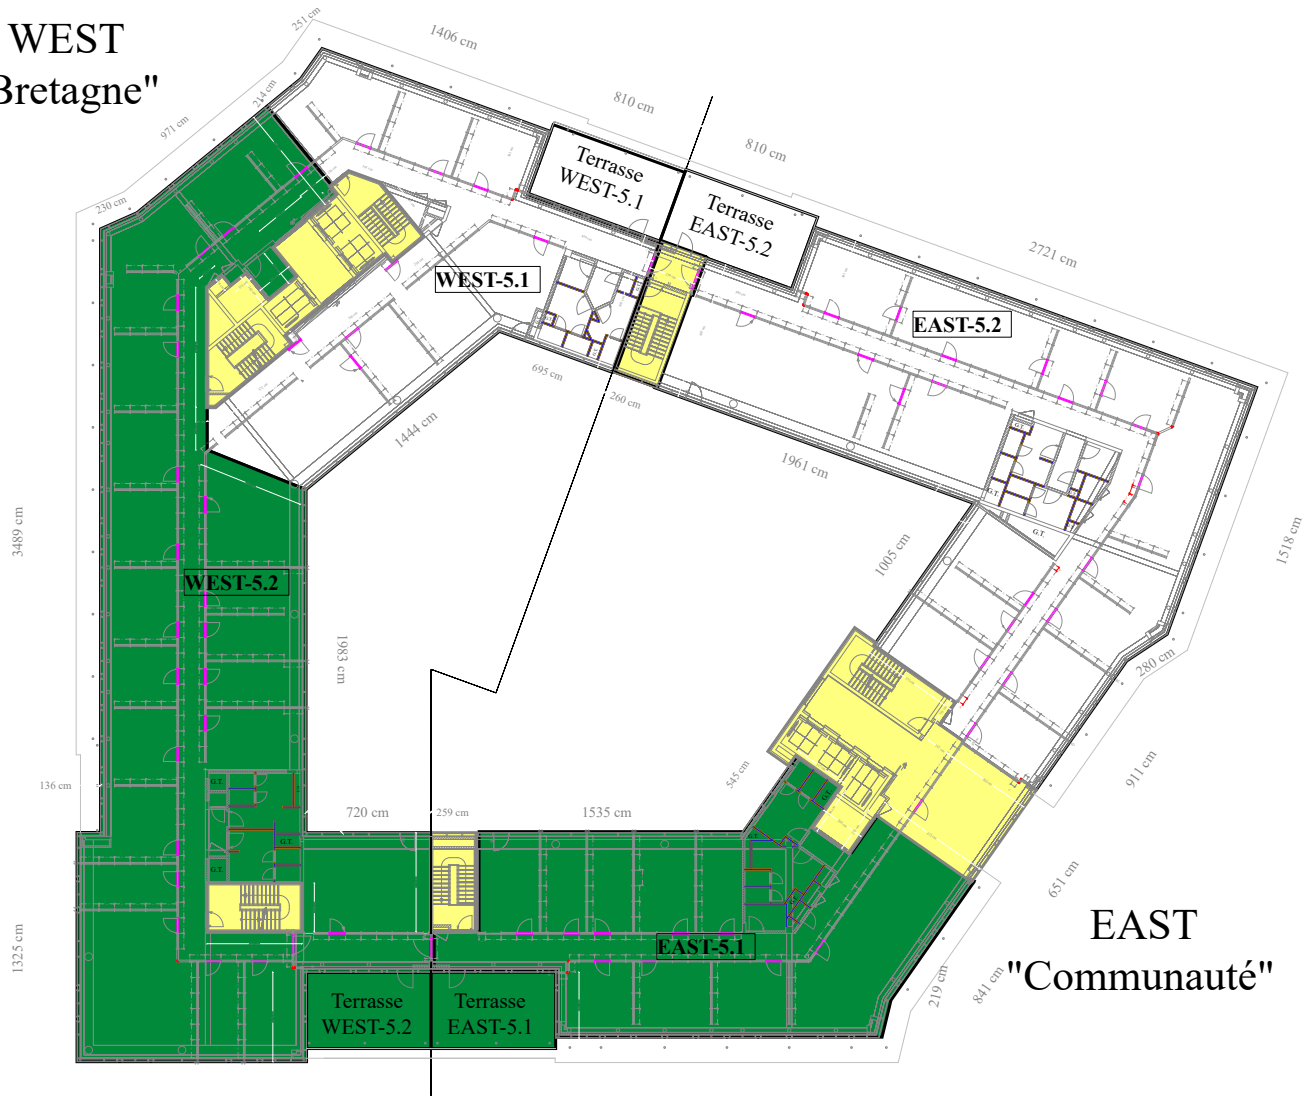 WEST
Bretagne"
251 cm
1406 cm
810 cm
810 cm
214 cm
971 cm
230 cm
Terrasse
WEST-5.1
Terrasse
EAST-5.2
2721 cm
WEST-5.1
EAST-5.2
695 cm
260 cm
1444 cm
1961 cm
G.T.
G.T.
G.T.
3489 cm
1005 cm
1518 cm
WEST-5.2
1983 cm
280 cm
911 cm
545 cm
136 cm
G.T.
720 cm
259 cm
1535 cm
G.T.
G.T.
G.T.
G.T.
651 cm
1325 cm
EAST-5.1
EAST
"Communauté"
219 cm
841 cm
Terrasse
WEST-5.2
Terrasse
EAST-5.1